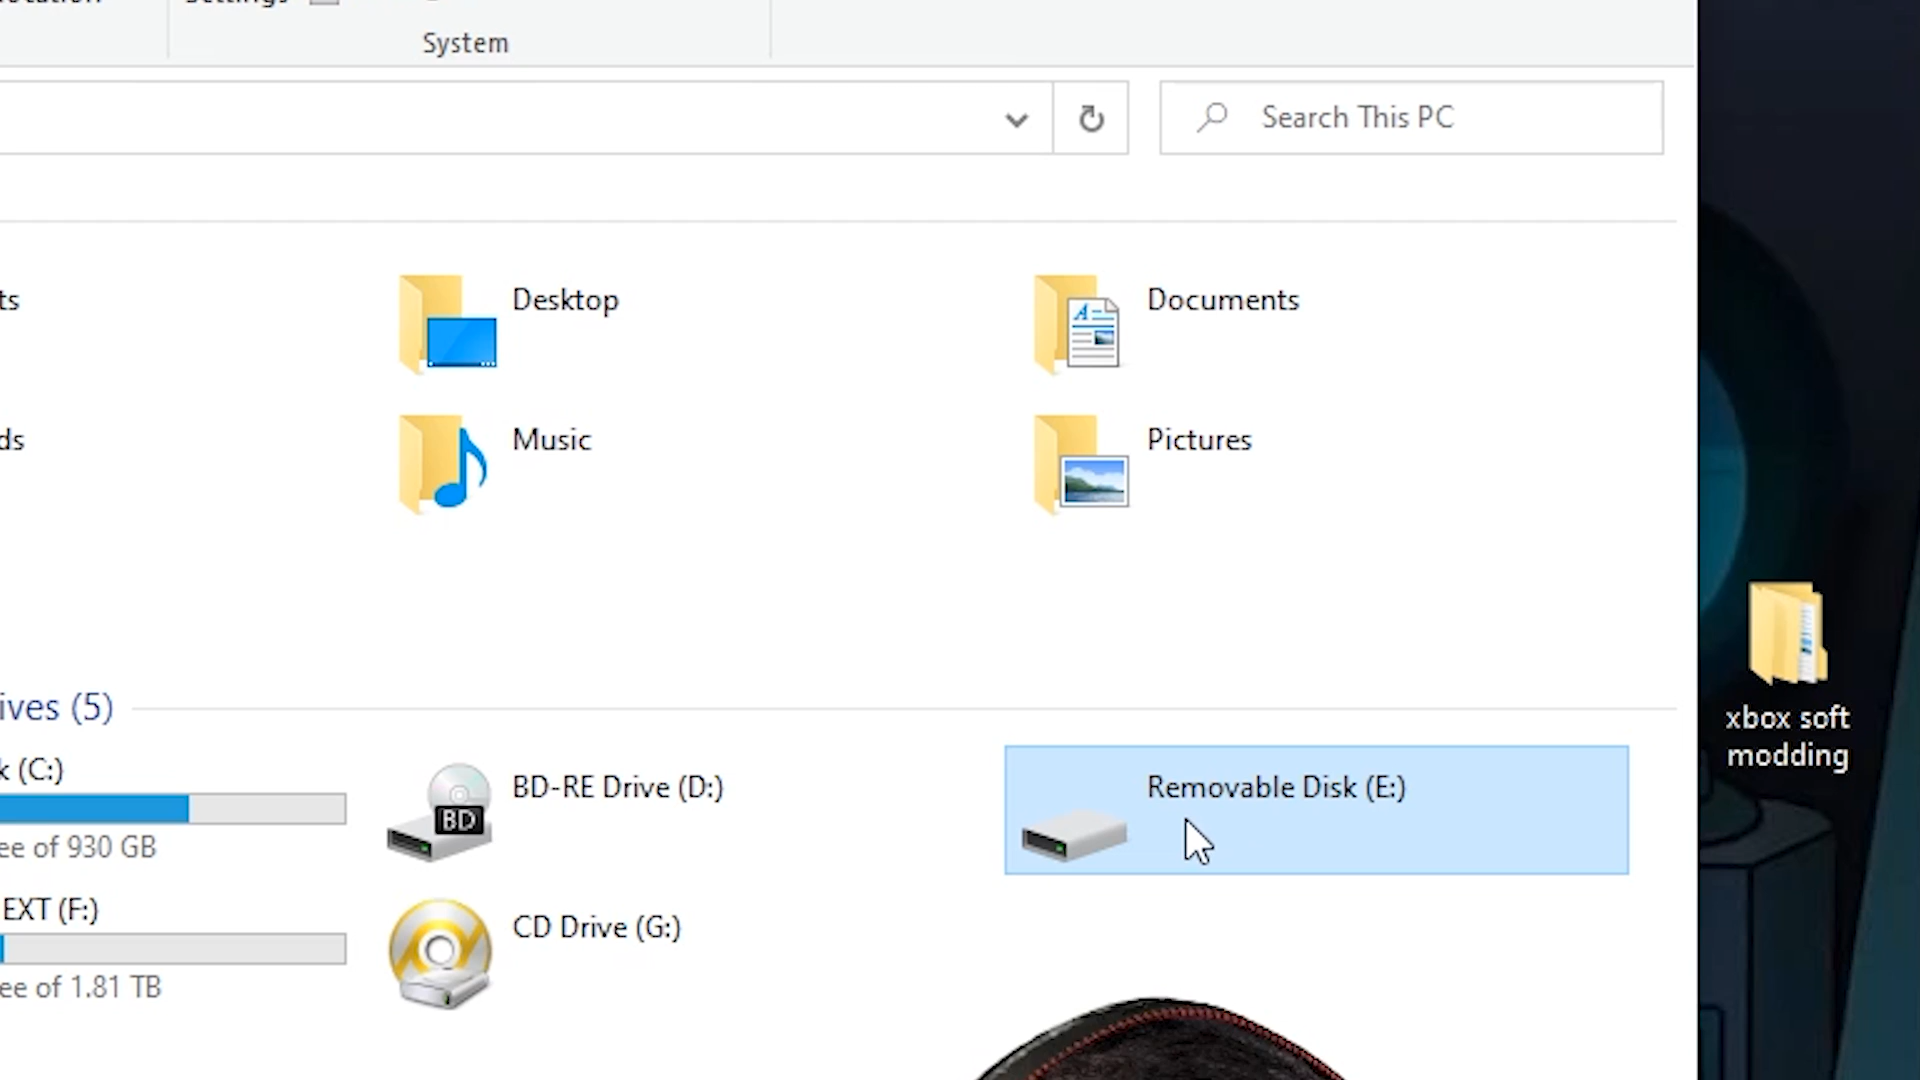 System
Search This PC
ts
Desktop
Documents
ds
Music
Pictures
ives (5)
xbox soft
modding
k (C:)
BD-RE Drive (D:)
Removable Disk (E:)
BD
ee of 930 GB
EXT (F:)
CD Drive (G:)
ee of 1.81 TB